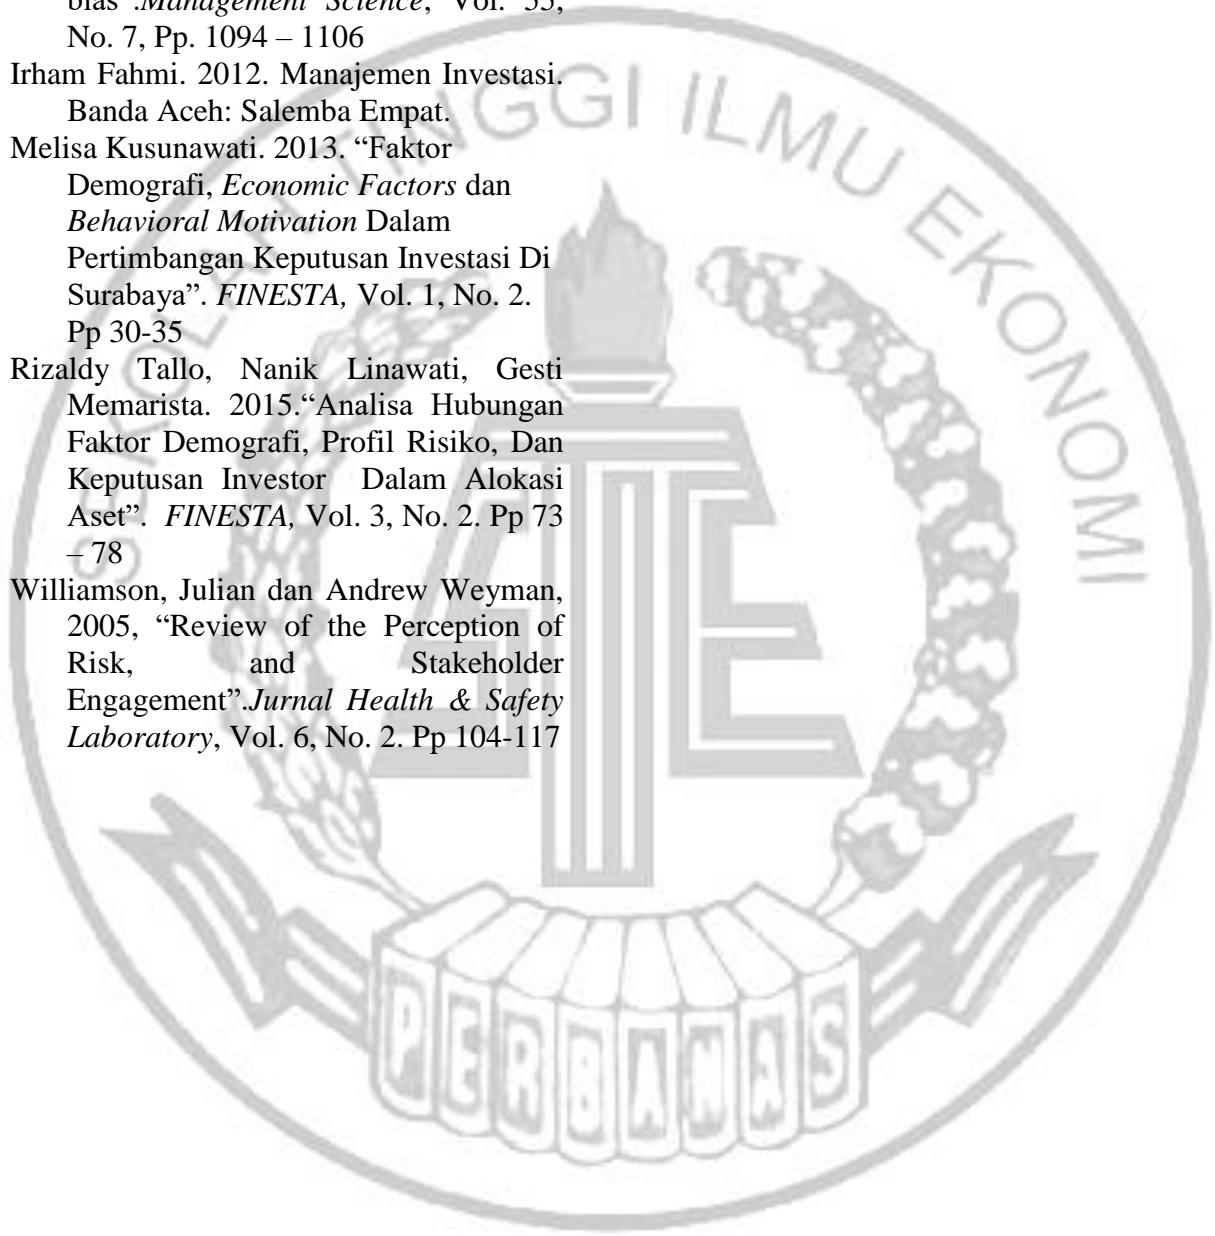 bias".Management Science, Vol. 55,
No. 7, Pp. 1094 – 1106
Irham Fahmi. 2012. Manajemen Investasi.
Banda Aceh: Salemba Empat.
Melisa Kusunawati. 2013. “Faktor
Demografi, Economic Factors dan
Behavioral Motivation Dalam
Pertimbangan Keputusan Investasi Di
Surabaya”. FINESTA, Vol. 1, No. 2.
Pp 30-35
Rizaldy Tallo, Nanik Linawati, Gesti
Memarista. 2015.“Analisa Hubungan
Faktor Demografi, Profil Risiko, Dan
Keputusan Investor Dalam Alokasi
Aset”. FINESTA, Vol. 3, No. 2. Pp 73
– 78
Williamson, Julian dan Andrew Weyman,
2005, “Review of the Perception of
Risk, and Stakeholder
Engagement”.Jurnal Health & Safety
Laboratory, Vol. 6, No. 2. Pp 104-117
SEKOLAH TINGGI ILMU EKONOMI
PERBANAS